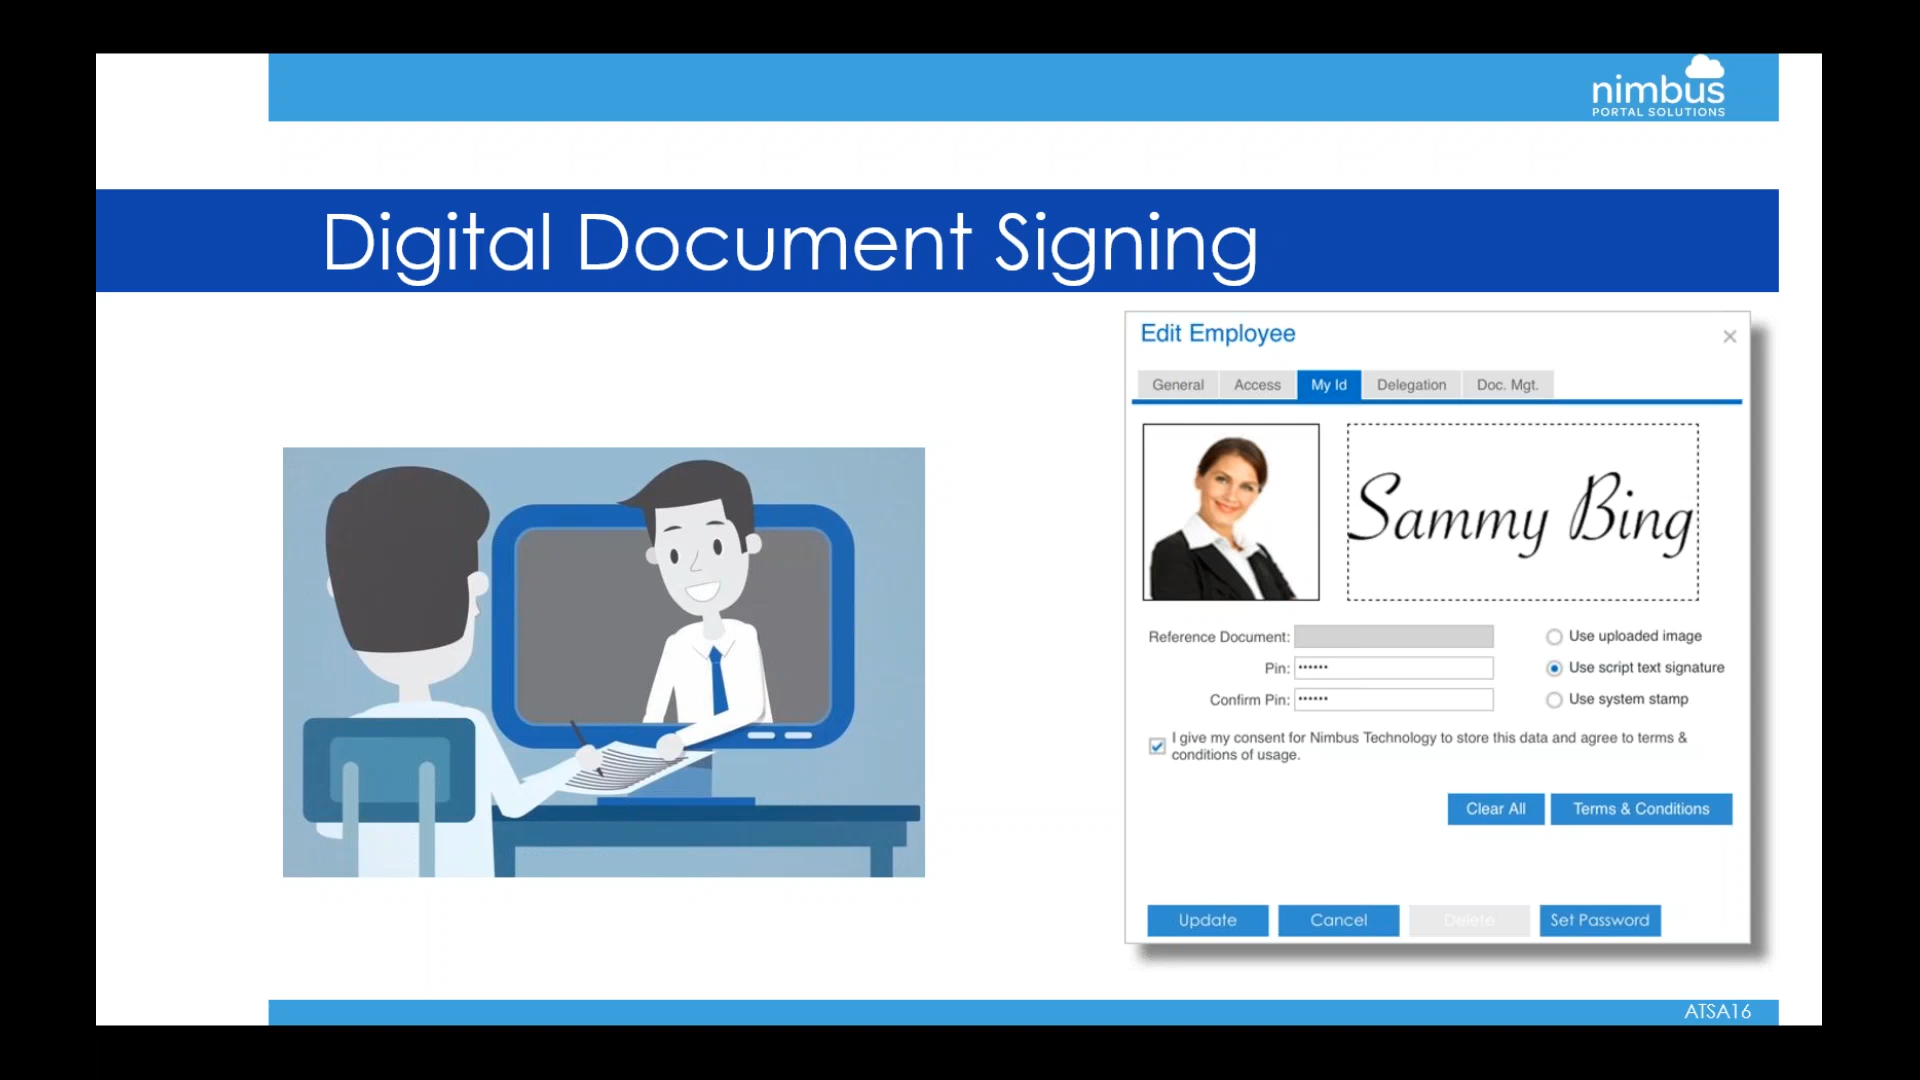 nimbus
PORTAL SOLUTIONS
Digital Document Signing
Edit Employee
General Access My Id Delegation Doc. Mgt.
Sammy Bing
Reference Document:
Use uploaded image
Pin: ······
Use script text signature
Confirm Pin: ······
Use system stamp
I give my consent for Nimbus Technology to store this data and agree to terms &
conditions of usage.
Clear All Terms & Conditions
Update Cancel Delete Set Password
ATSA16